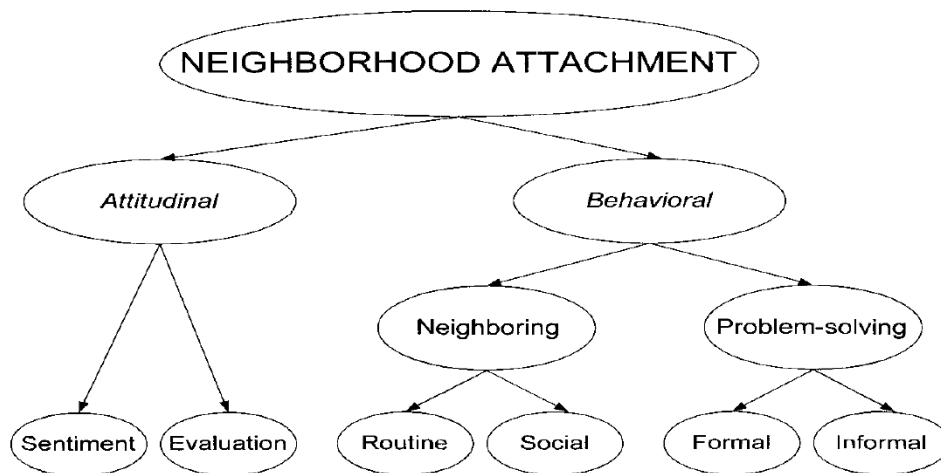 NEIGHBORHOOD ATTACHMENT
Attitudinal
Behavioral
Neighboring
Problem-solving
Sentiment
Evaluation
Routine
Social
Formal
Informal